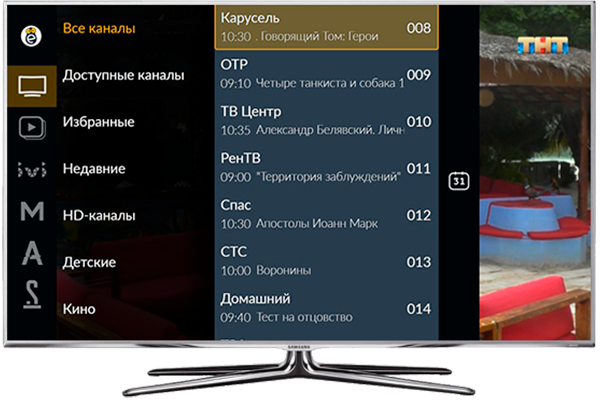 Все каналы
Доступные каналы
Избранные
Недавние
HD-каналы
Детские
Кино
ivi
M
A
Карусель
10:30 . Говорящий Том: Герои 008
ОТР
09:10 Четыре танкиста и собака 1 009
ТВ Центр
10:35 Александр Белявский. Личн 010
РенТВ
09:00 "Территория заблуждений" 011
Спас
10:30 Апостолы Иоанн Марк 012
СТС
10:00 Воронины 013
Домашний
09:40 Тест на отцовство 014
31
ТНТ
SAMSUNG